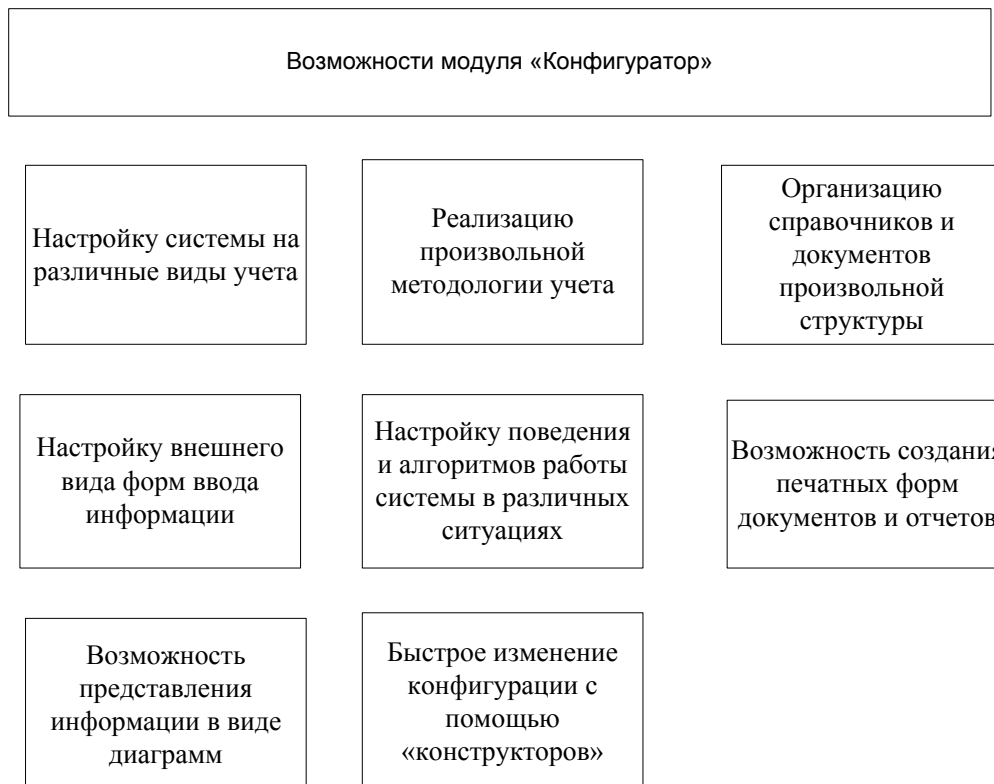 Возможности модуля «Конфигуратор»
Настройку системы на
различные виды учета
Реализацию
произвольной
методологии учета
Организацию
справочников и
документов
произвольной
структуры
Настройку внешнего
вида форм ввода
информации
Настройку поведения
и алгоритмов работы
системы в различных
ситуациях
Возможность создания
печатных форм
документов и отчетов
Возможность
представления
информации в виде
диаграмм
Быстрое изменение
конфигурации с
помощью
«конструкторов»